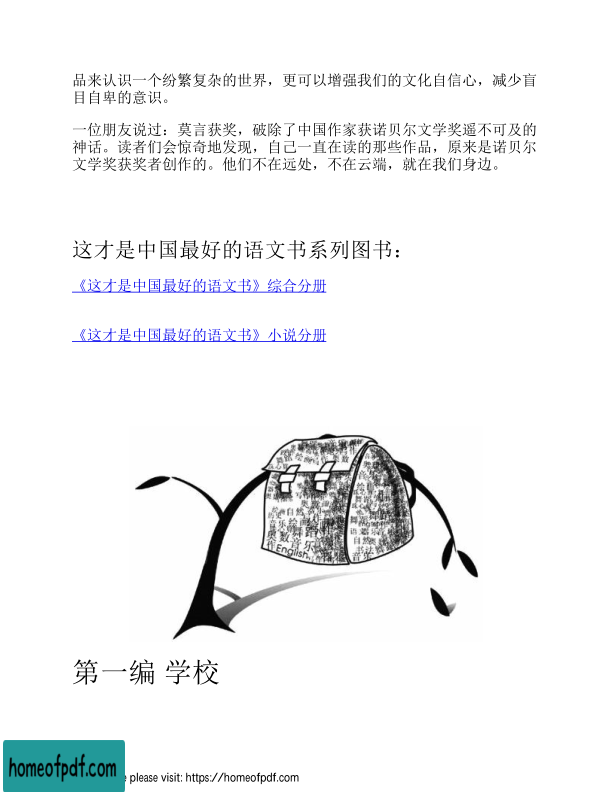 品来认识一个纷繁复杂的世界，更可以增强我们的文化自信心，减少盲
目自卑的意识。
一位朋友说过：莫言获奖，破除了中国作家获诺贝尔文学奖遥不可及的
神话。读者们会惊奇地发现，自己一直在读的那些作品，原来是诺贝尔
文学奖获奖者创作的。他们不在远处，不在云端，就在我们身边。
这才是中国最好的语文书系列图书：
《这才是中国最好的语文书》综合分册
《这才是中国最好的语文书》小说分册
自然
English
自然
书法
音乐
第一编 学校
homeofpdf.com
e please visit: https://homeofpdf.com